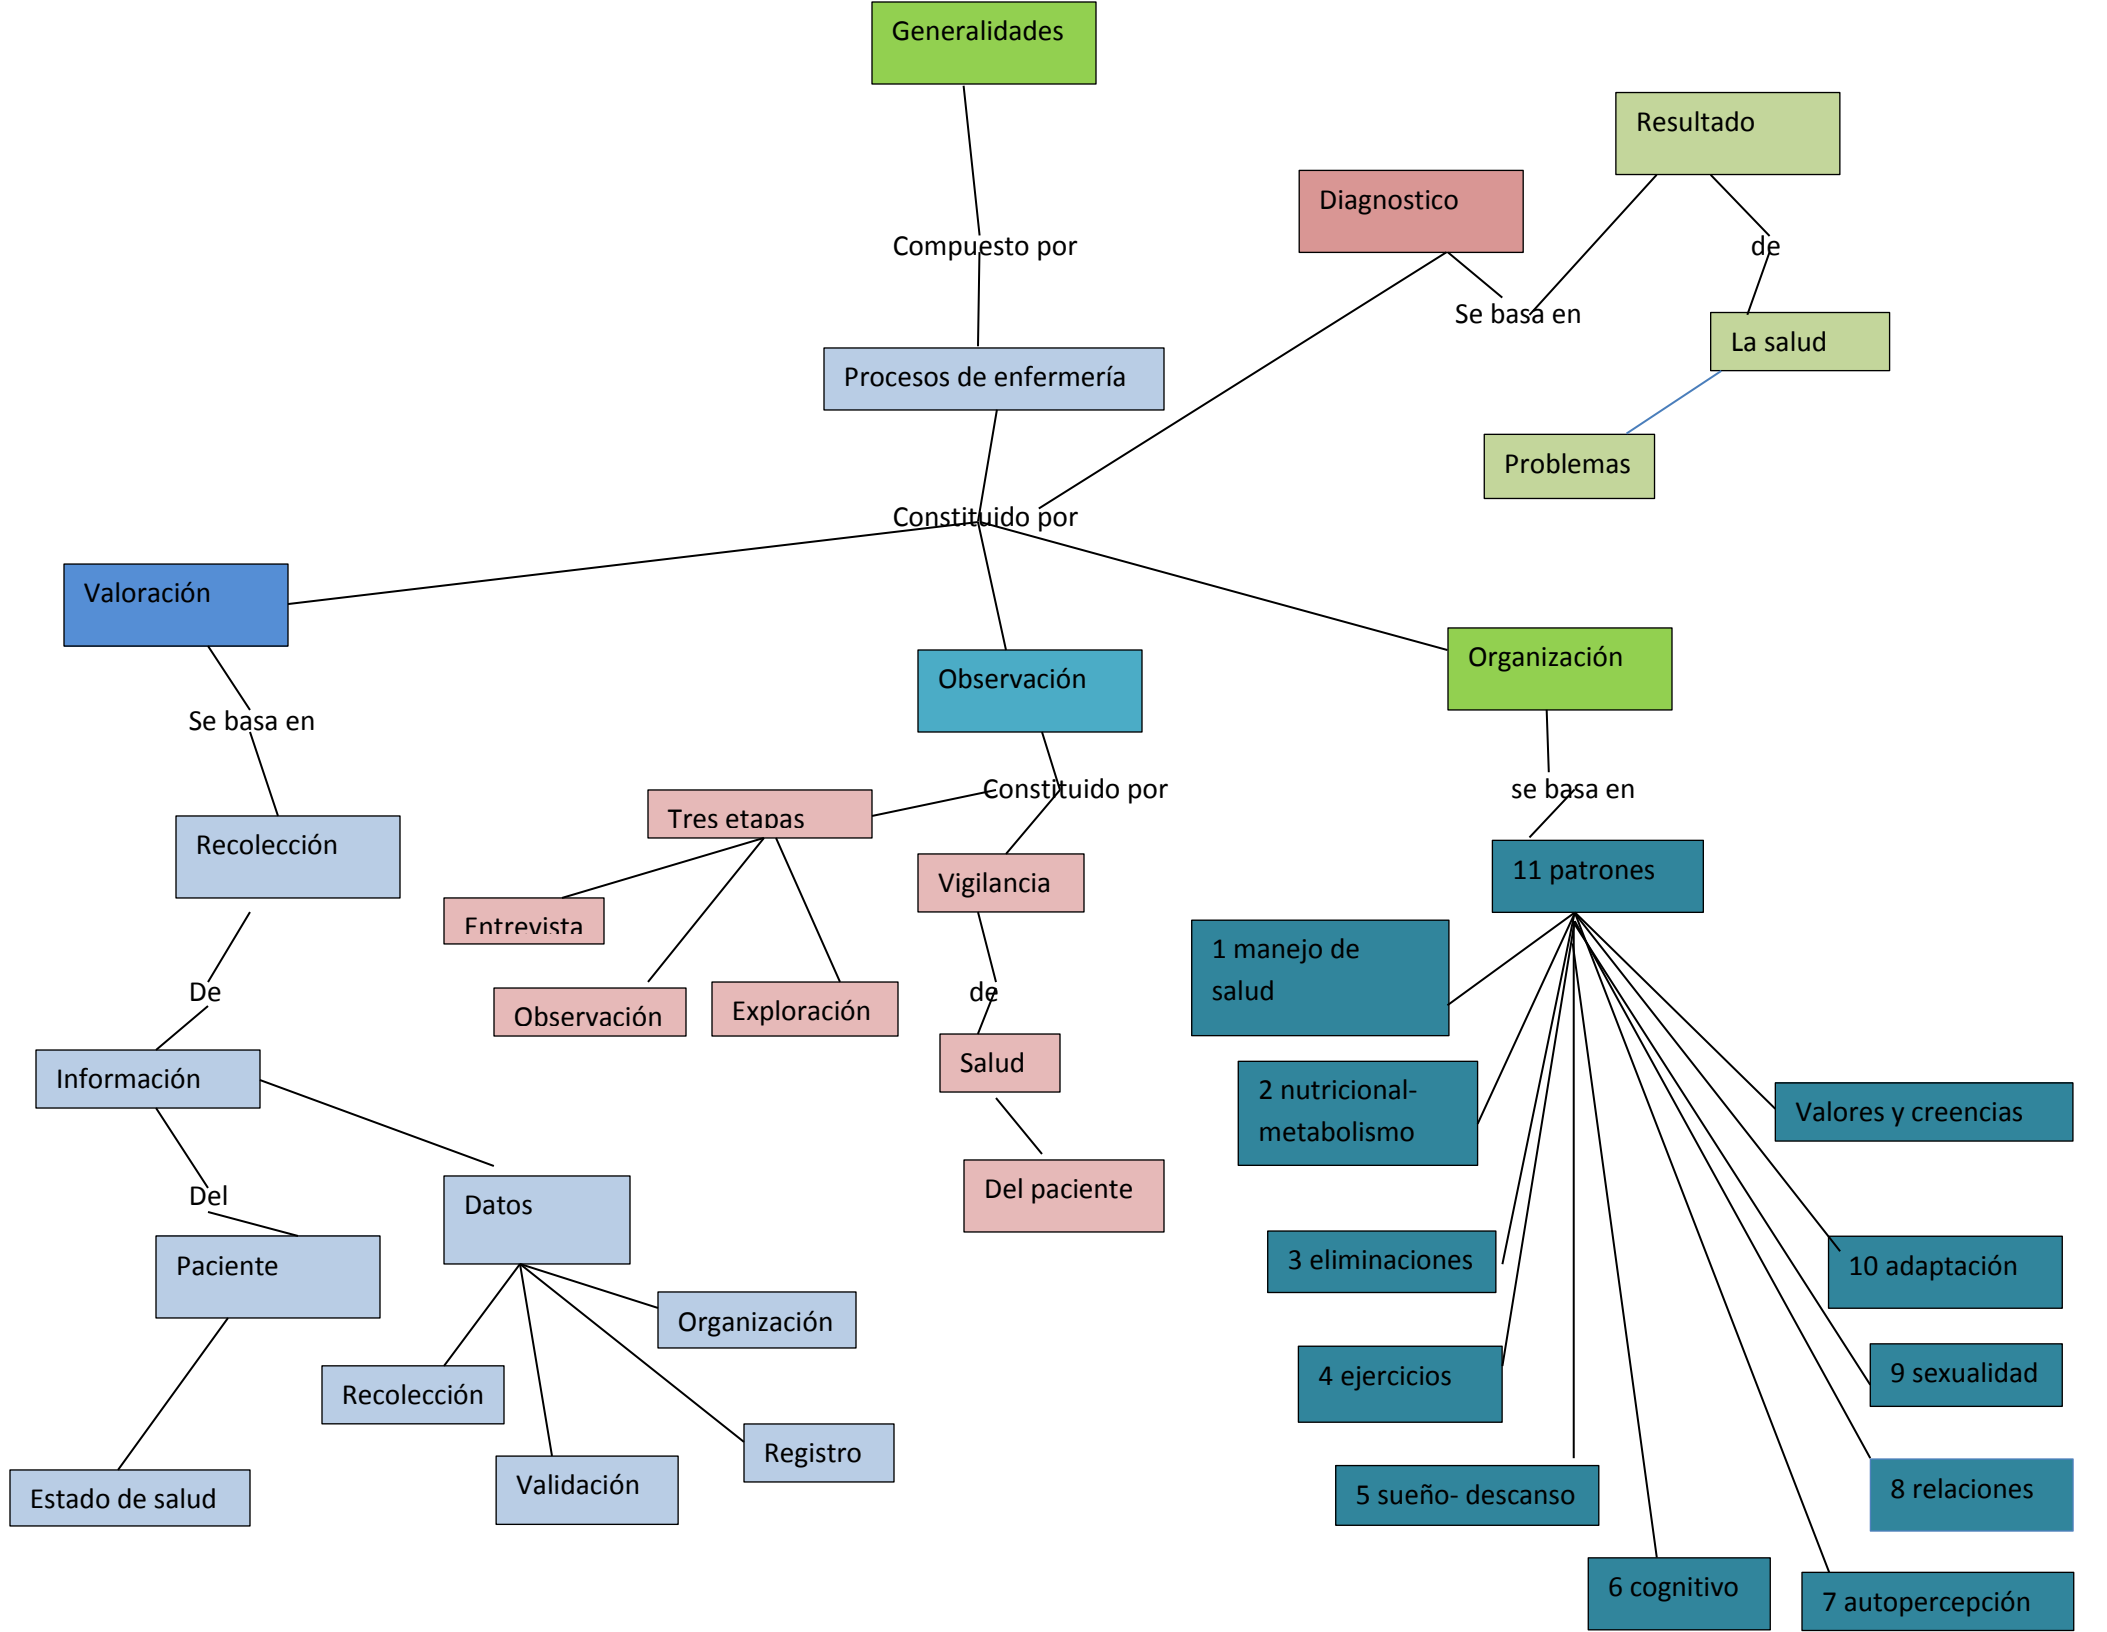 Generalidades
Resultado
Diagnostico
Compuesto por
de
Se basa en
La salud
Procesos de enfermería
Problemas
Constituido por
Valoración
Organización
Observación
Se basa en
Constituido por
se basa en
Tres etapas
Recolección
11 patrones
Vigilancia
Entrevista
1 manejo de
salud
De
de
Observación
Exploración
Salud
Información
2 nutricional-
metabolismo
Valores y creencias
Del
Datos
Del paciente
Paciente
3 eliminaciones
10 adaptación
Organización
4 ejercicios
9 sexualidad
Recolección
Registro
Validación
Estado de salud
5 sueño- descanso
8 relaciones
6 cognitivo
7 autopercepción